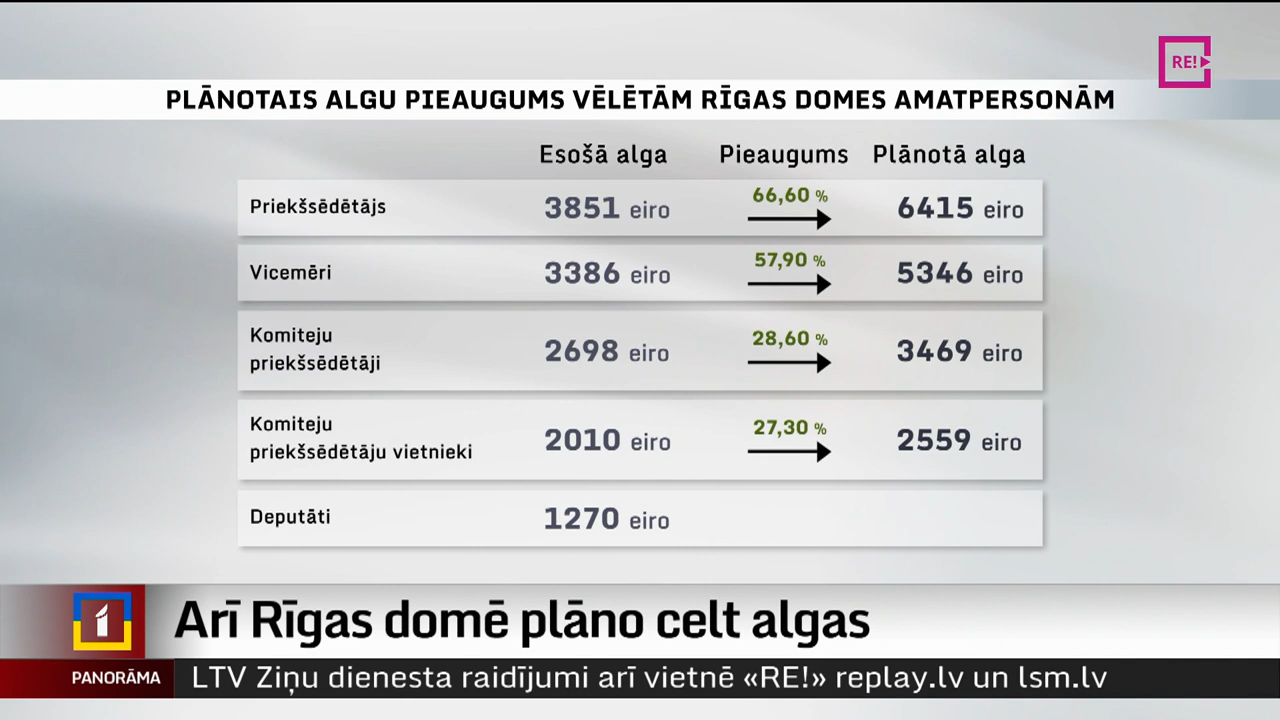 RE!
PLĀNOTAIS ALGU PIEAUGUMS VĒLĒTĀM RĪGAS DOMES AMATPERSONĀM
Esošā alga Pieaugums Plānotā alga
Priekšsēdētājs 3851 eiro 66,60 % 6415 eiro
Vicemēri 3386 eiro 57,90 % 5346 eiro
Komiteju
priekšsēdētāji 2698 eiro 28,60 % 3469 eiro
Komiteju
priekšsēdētāju vietnieki 2010 eiro 27,30 % 2559 eiro
Deputāti 1270 eiro
1 Arī Rīgas domē plāno celt algas
PANORĀMA LTV Ziņu dienesta raidījumi arī vietnē «RE!» replay.lv un lsm.lv